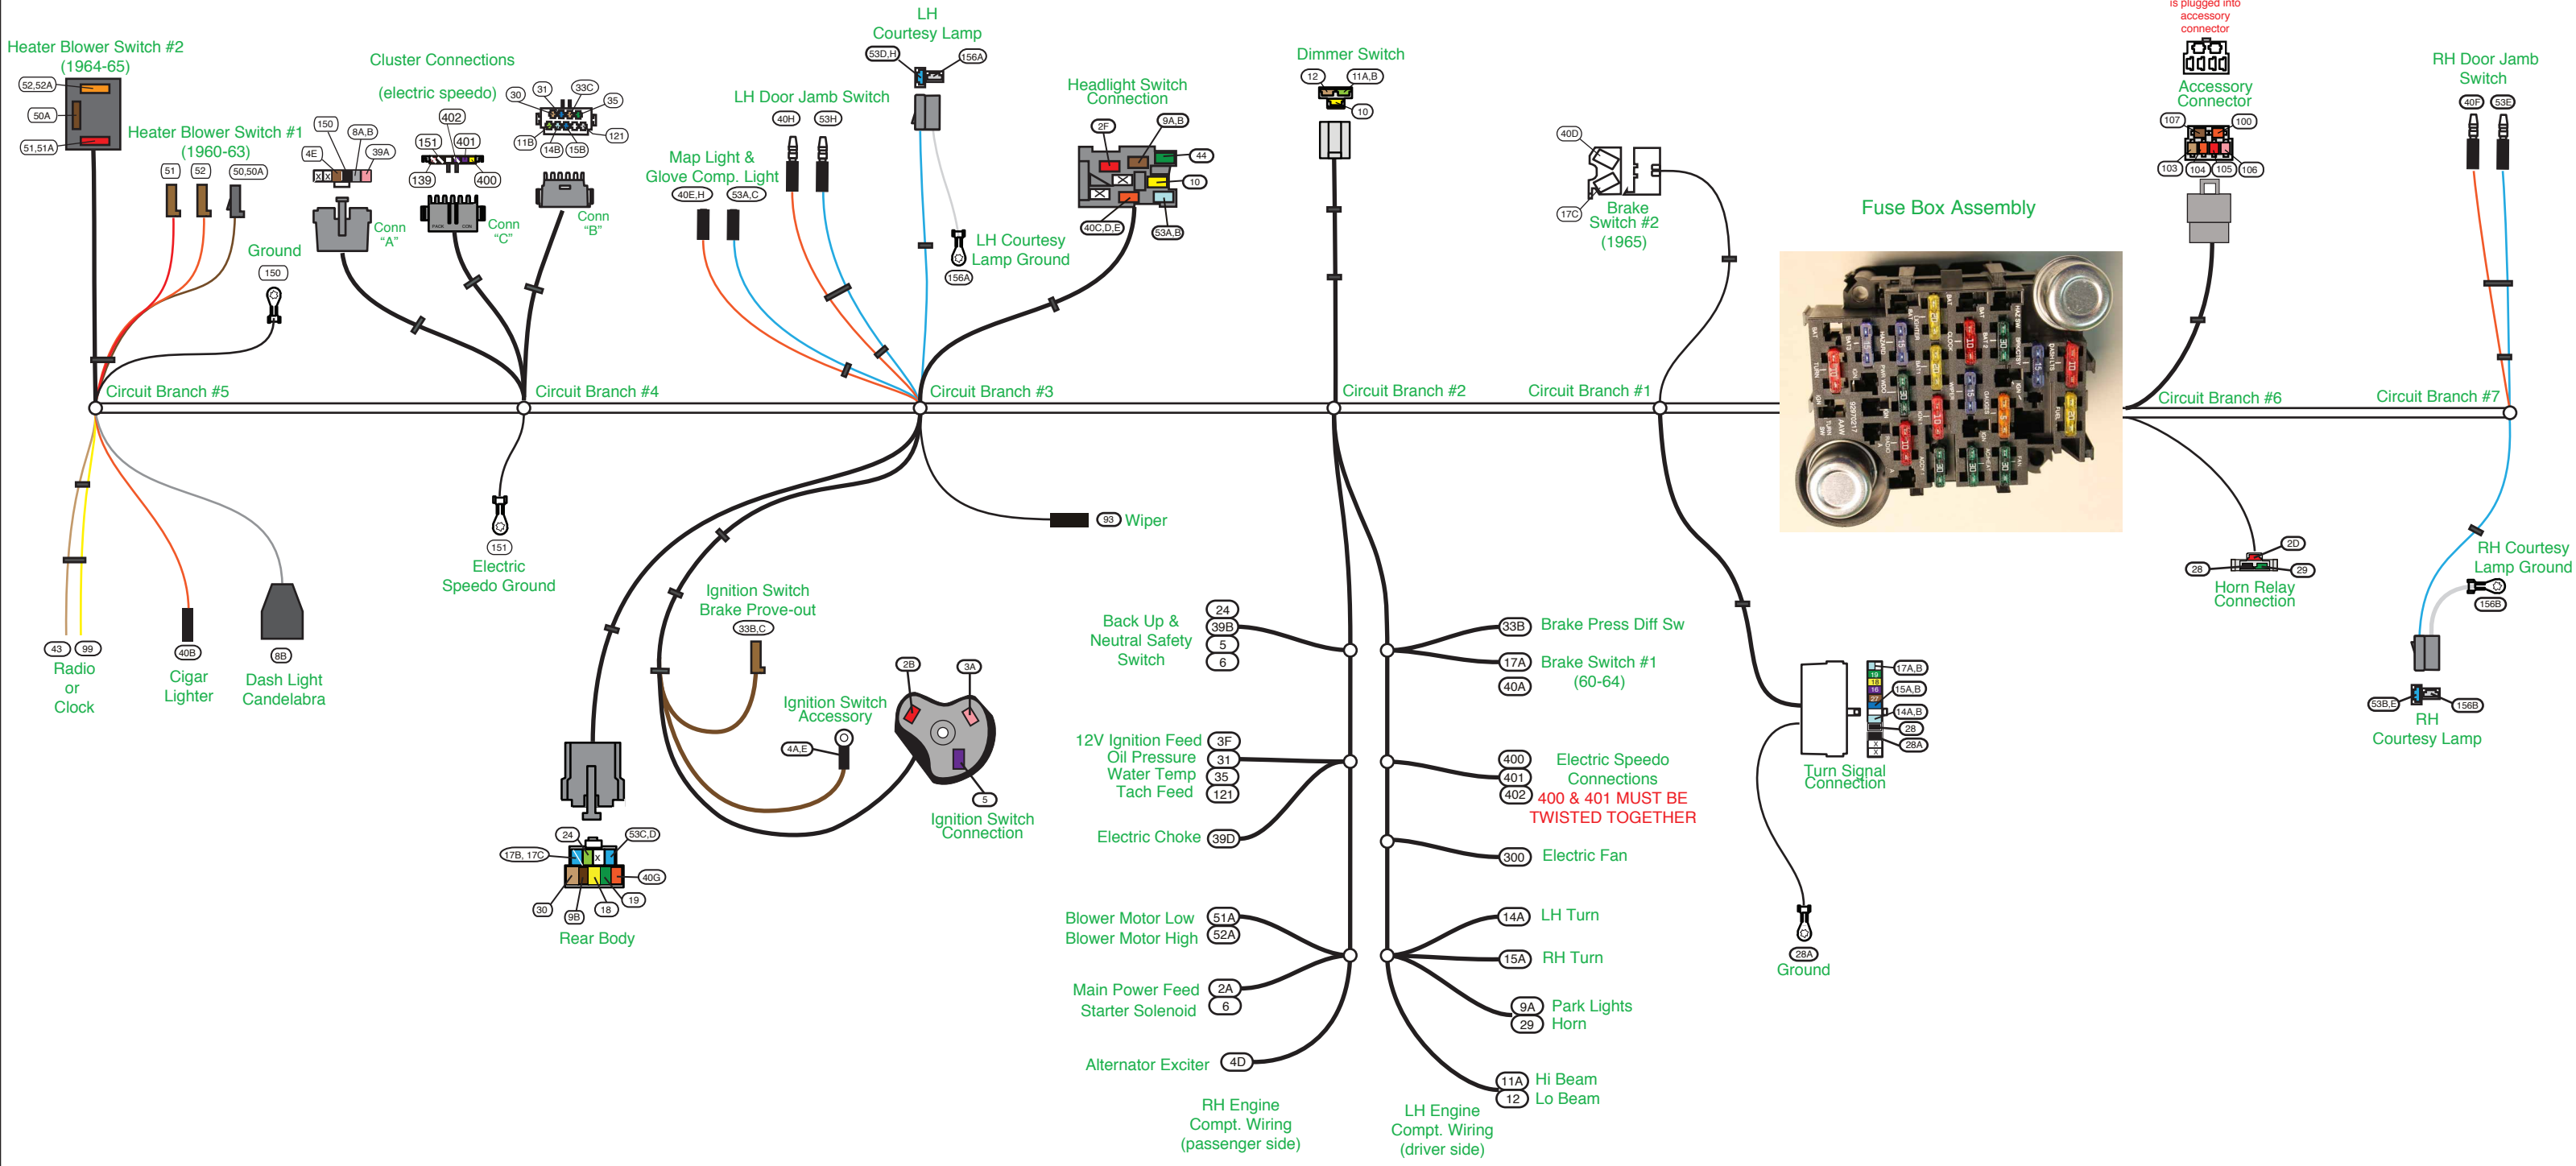 is plugged into
accessory
connector
Heater Blower Switch #2
(1964-65)
52,52A
50A
51,51A
Heater Blower Switch #1
(1960-63)
51
52
50,50A
Ground
150
Cluster Connections
(electric speedo)
150
8A,B
4E
39A
X X
Conn
"A"
402
151
401
139
400
Conn
"C"
30
31
33C
35
11B
14B
15B
121
Conn
"B"
Map Light &
Glove Comp. Light
40E,H
53A,C
LH Door Jamb Switch
40H
53H
LH
Courtesy Lamp
53D,H
156A
LH Courtesy
Lamp Ground
156A
Headlight Switch
Connection
2F
9A,B
44
10
40C,D,E
53A,B
Dimmer Switch
12
11A,B
10
40D
17C
Brake
Switch #2
(1965)
Fuse Box Assembly
Accessory
Connector
107
100
103
104
105
106
RH Door Jamb
Switch
40F
53E
Circuit Branch #5
Circuit Branch #4
Circuit Branch #3
Circuit Branch #2
Circuit Branch #1
Circuit Branch #6
Circuit Branch #7
43
99
Radio
or
Clock
40B
Cigar
Lighter
8B
Dash Light
Candelabra
151
Electric
Speedo Ground
93 Wiper
Ignition Switch
Brake Prove-out
33B,C
Ignition Switch
Accessory
4A,E
2B
3A
5
Ignition Switch
Connection
24
53C,D
17B, 17C
X
40G
30
9B
18
19
Rear Body
Back Up &
Neutral Safety
Switch
24
39B
5
6
12V Ignition Feed 3F
Oil Pressure 31
Water Temp 35
Tach Feed 121
Electric Choke 39D
Blower Motor Low 51A
Blower Motor High 52A
Main Power Feed 2A
Starter Solenoid 6
Alternator Exciter 4D
RH Engine
Compt. Wiring
(passenger side)
33B Brake Press Diff Sw
17A Brake Switch #1
40A (60-64)
400
401
402
Electric Speedo
Connections
400 & 401 MUST BE
TWISTED TOGETHER
300 Electric Fan
14A LH Turn
15A RH Turn
9A Park Lights
29 Horn
11A Hi Beam
12 Lo Beam
LH Engine
Compt. Wiring
(driver side)
17A,B
19
18
16
27
15A,B
14A,B
28
28A
X
X
Turn Signal
Connection
28A
Ground
2D
28
29
Horn Relay
Connection
RH Courtesy
Lamp Ground
156B
53B,E
156B
RH
Courtesy Lamp